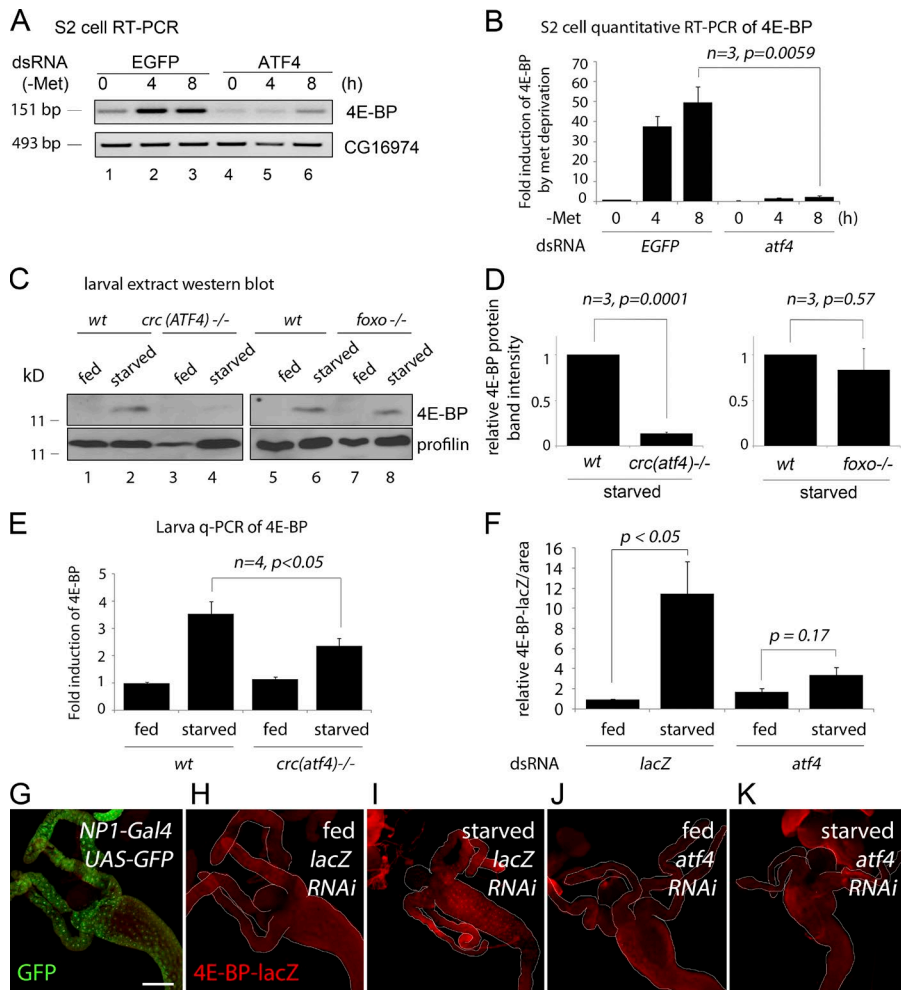 A
S2 cell RT-PCR
dsRNA EGFP ATF4
(-Met) 0 4 8 0 4 8 (h)
151 bp 4E-BP
493 bp CG16974
1 2 3 4 5 6
B
S2 cell quantitative RT-PCR of 4E-BP
n=3, p=0.0059
Fold induction of 4E-BP
by met deprivation
60
50
40
30
20
10
0
-Met 0 4 8 0 4 8 (h)
dsRNA EGFP atf4
C
larval extract western blot
wt crc (ATF4) -/- wt foxo -/-
kD fed starved fed starved fed starved fed starved
11 4E-BP
11 profilin
1 2 3 4 5 6 7 8
D
n=3, p=0.0001 n=3, p=0.57
relative 4E-BP protein
band intensity
1
0.5
0
wt crc(atf4)-/-
starved
1
0.5
0
wt foxo-/-
starved
E
Larva q-PCR of 4E-BP
n=4, p<0.05
Fold induction of 4E-BP
5
4
3
2
1
0
fed starved fed starved
wt crc(atf4)-/-
F
relative 4E-BP-lacZ/area
p < 0.05
p = 0.17
16
14
12
10
8
6
4
2
0
fed starved fed starved
dsRNA lacZ atf4
G
NP1-Gal4
UAS-GFP
GFP
H
fed
lacZ
RNAi
4E-BP-lacZ
I
starved
lacZ
RNAi
J
fed
atf4
RNAi
K
starved
atf4
RNAi